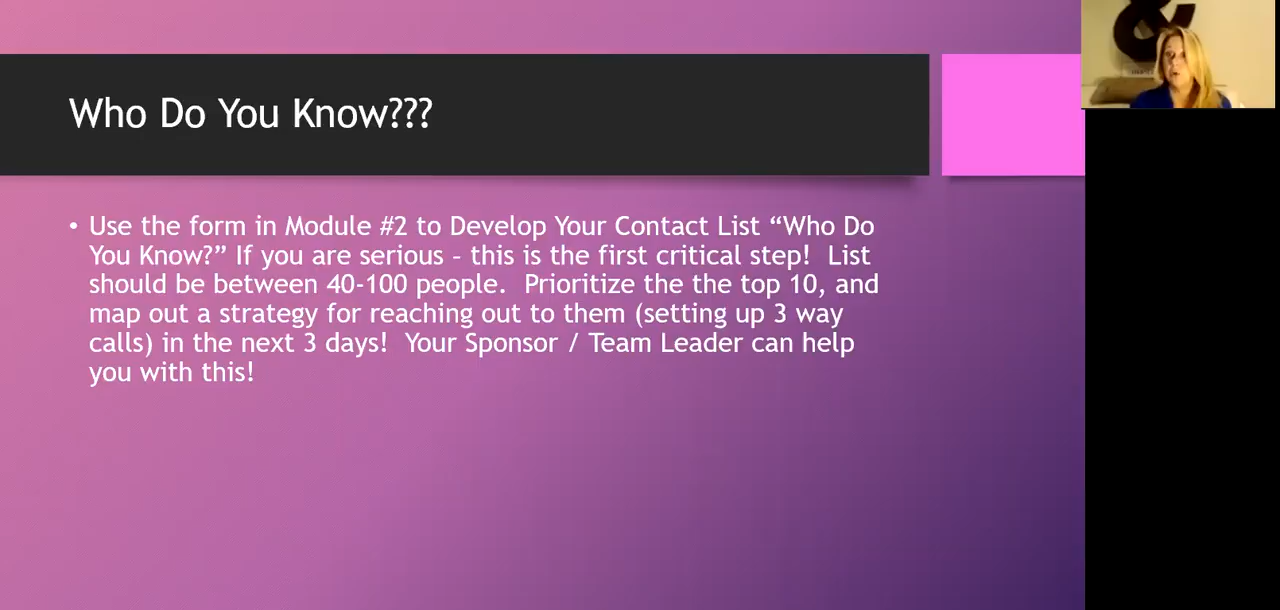 Who Do You Know???
• Use the form in Module #2 to Develop Your Contact List “Who Do
You Know?” If you are serious – this is the first critical step!  List
should be between 40-100 people.  Prioritize the the top 10, and
map out a strategy for reaching out to them (setting up 3 way
calls) in the next 3 days!  Your Sponsor / Team Leader can help
you with this!
&